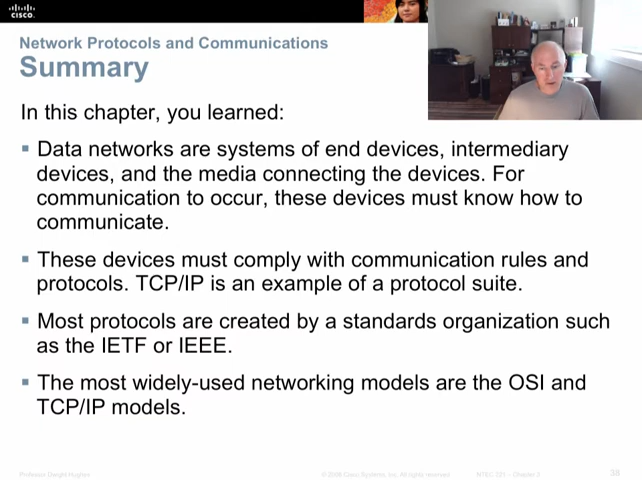 CISCO.
Network Protocols and Communications
Summary
In this chapter, you learned:
Data networks are systems of end devices, intermediary
devices, and the media connecting the devices. For
communication to occur, these devices must know how to
communicate.
These devices must comply with communication rules and
protocols. TCP/IP is an example of a protocol suite.
Most protocols are created by a standards organization such
as the IETF or IEEE.
The most widely-used networking models are the OSI and
TCP/IP models.
Professor Dwight Hughes
Cisco Systems, Inc. All rights reserved
Chapter 3
38